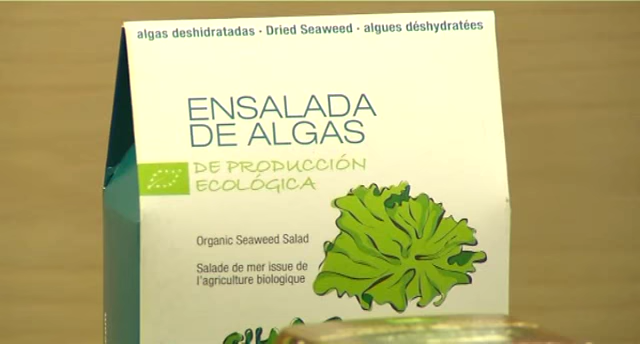 algas deshidratadas · Dried Seaweed · algues déshydratées
ENSALADA
DE ALGAS
DE PRODUCCIÓN
ECOLÓGICA
Organic Seaweed Salad
Salade de mer issue de
l'agriculture biologique